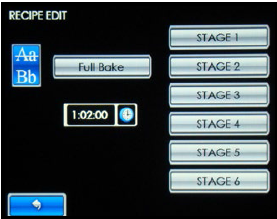 RECIPE EDIT
STAGE 1
Aa
Bb
Full Bake
STAGE 2
STAGE 3
1:02:00
STAGE 4
STAGE 5
STAGE 6